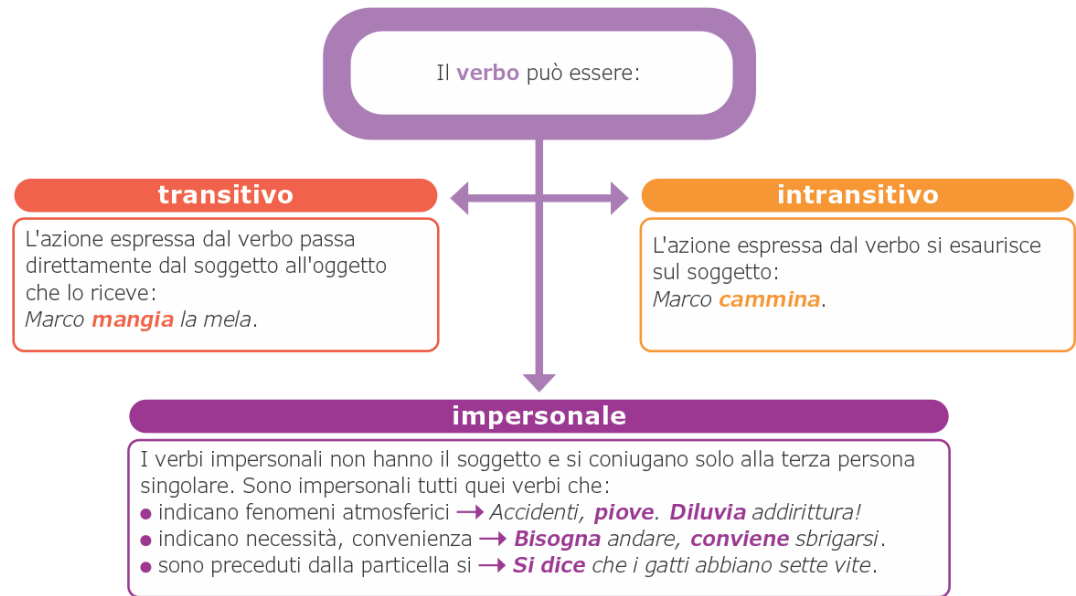 Il verbo può essere:
transitivo
L'azione espressa dal verbo passa
direttamente dal soggetto all'oggetto
che lo riceve:
Marco mangia la mela.
intransitivo
L'azione espressa dal verbo si esaurisce
sul soggetto:
Marco cammina.
impersonale
I verbi impersonali non hanno il soggetto e si coniugano solo alla terza persona
singolare. Sono impersonali tutti quei verbi che:
● indicano fenomeni atmosferici → Accidenti, piove. Diluvia addirittura!
● indicano necessità, convenienza → Bisogna andare, conviene sbrigarsi.
● sono preceduti dalla particella si → Si dice che i gatti abbiano sette vite.